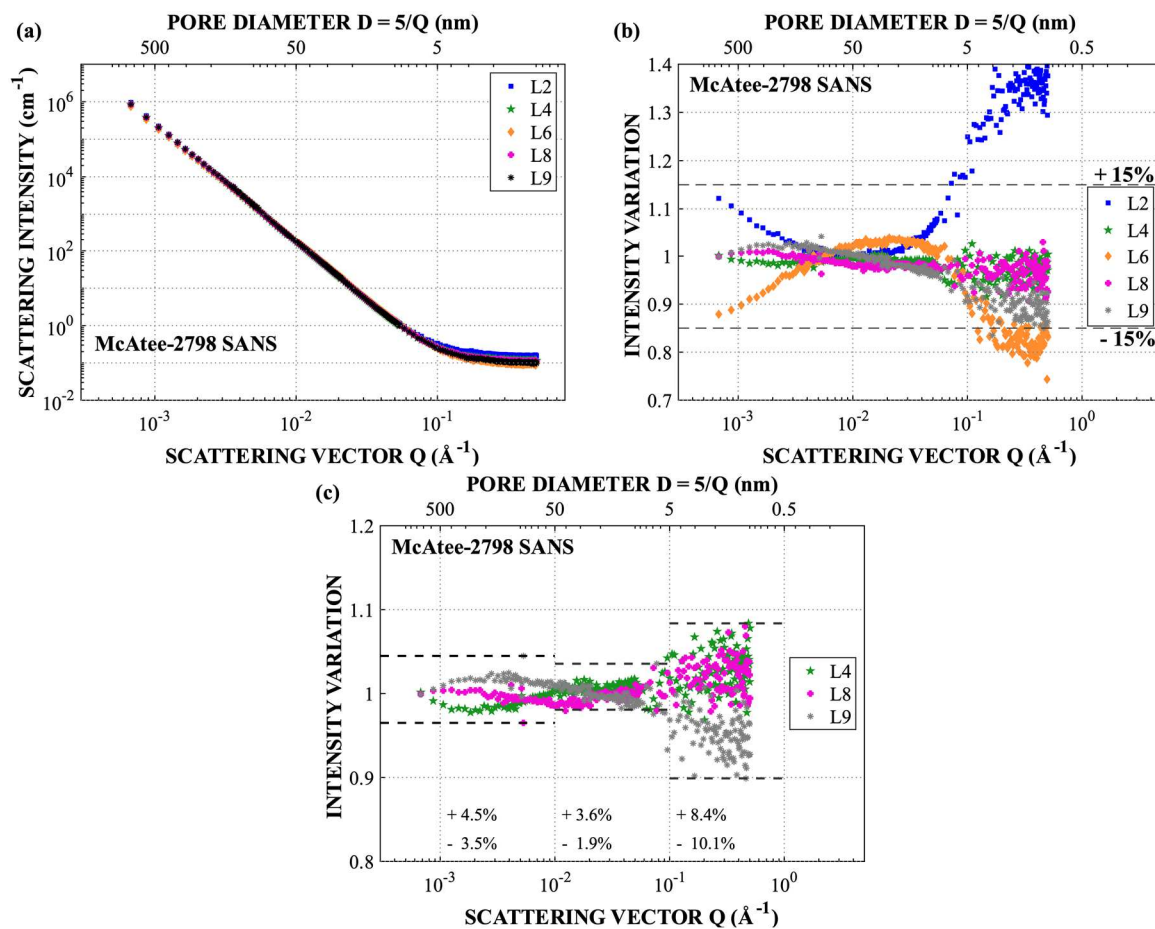 (a)
PORE DIAMETER D = 5/Q (nm)
500 50 5
SCATTERING INTENSITY (cm⁻¹)
10⁶
10⁴
10²
10⁰
10⁻²
L2
L4
L6
L8
L9
McAtee-2798 SANS
10⁻³ 10⁻² 10⁻¹
SCATTERING VECTOR Q (Å⁻¹)
(b)
PORE DIAMETER D = 5/Q (nm)
500 50 5 0.5
McAtee-2798 SANS
INTENSITY VARIATION
1.4
1.3
1.2
1.1
1
0.9
0.8
0.7
+ 15%
L2
L4
L6
L8
L9
- 15%
10⁻³ 10⁻² 10⁻¹ 10⁰
SCATTERING VECTOR Q (Å⁻¹)
(c)
PORE DIAMETER D = 5/Q (nm)
500 50 5 0.5
McAtee-2798 SANS
INTENSITY VARIATION
1.2
1.1
1
0.9
0.8
L4
L8
L9
+ 4.5% + 3.6% + 8.4%
- 3.5% - 1.9% - 10.1%
10⁻³ 10⁻² 10⁻¹ 10⁰
SCATTERING VECTOR Q (Å⁻¹)